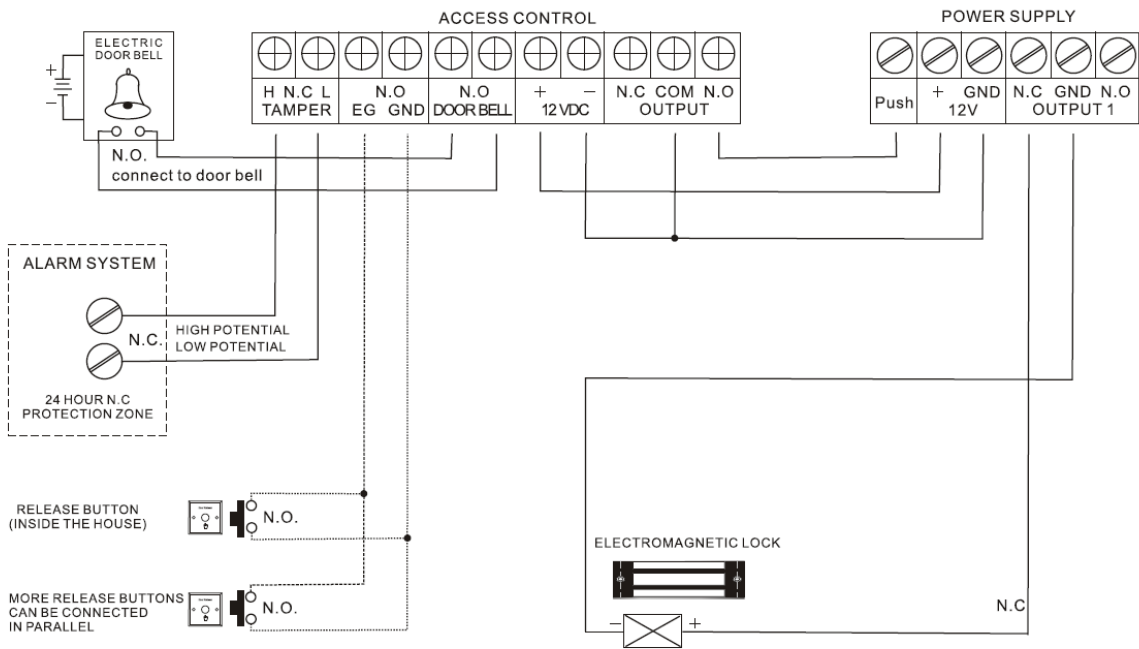 ACCESS CONTROL
POWER SUPPLY
ELECTRIC
DOOR BELL
+
−
N.O.
connect to door bell
H N.C L
TAMPER
N.O
EG GND
N.O
DOOR BELL
+ −
12 VDC
N.C COM N.O
OUTPUT
Push
+ GND
12V
N.C GND N.O
OUTPUT 1
ALARM SYSTEM
N.C.
HIGH POTENTIAL
LOW POTENTIAL
24 HOUR N.C
PROTECTION ZONE
RELEASE BUTTON
(INSIDE THE HOUSE)
N.O.
MORE RELEASE BUTTONS
CAN BE CONNECTED
IN PARALLEL
N.O.
ELECTROMAGNETIC LOCK
− +
N.C